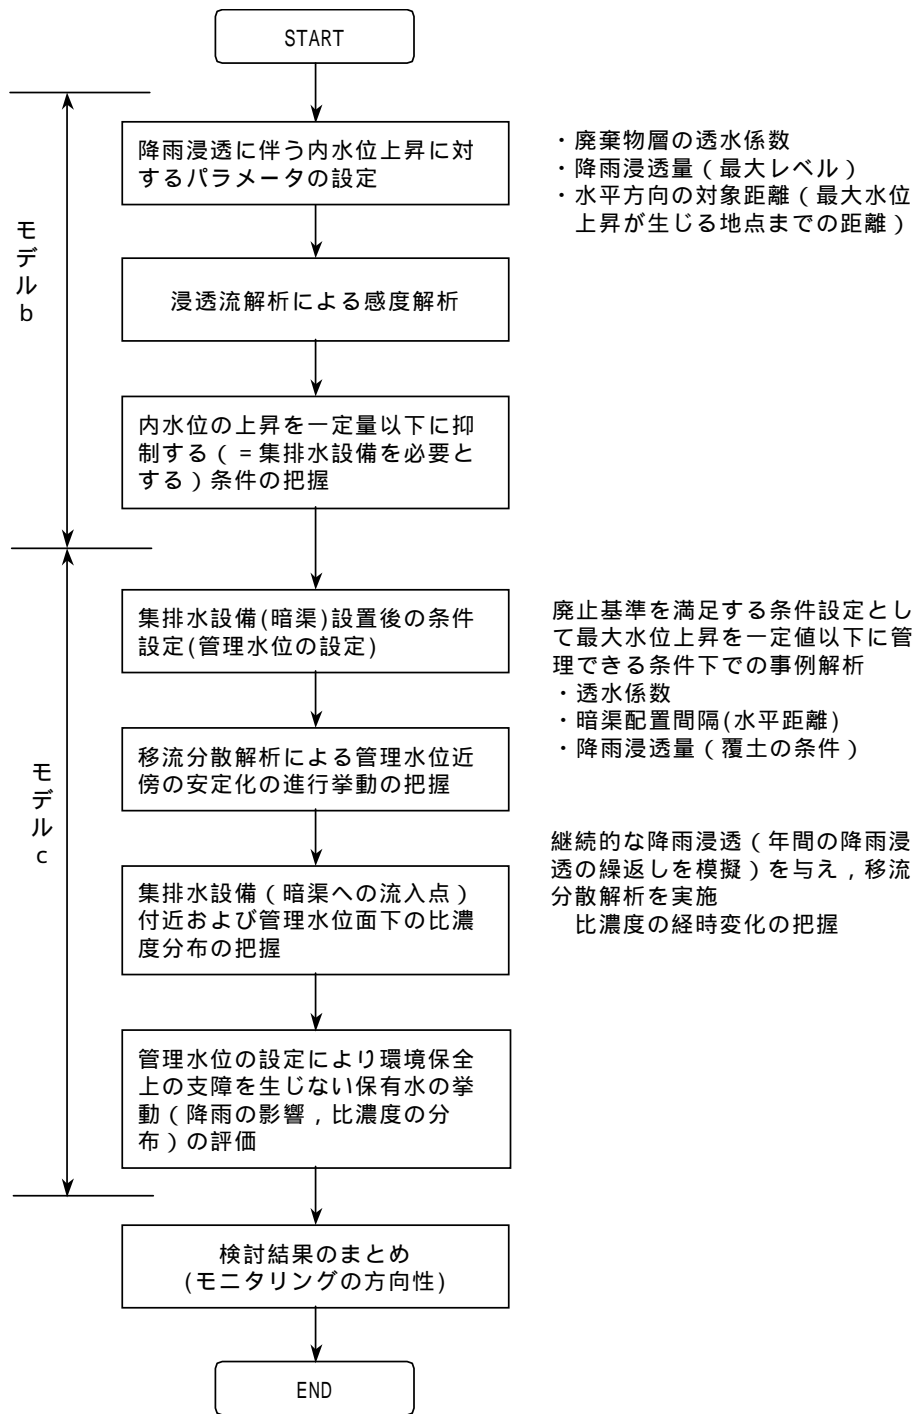 START
降雨浸透に伴う内水位上昇に対
するパラメータの設定
・廃棄物層の透水係数
・降雨浸透量（最大レベル）
・水平方向の対象距離（最大水位
上昇が生じる地点までの距離）
モデルb
浸透流解析による感度解析
内水位の上昇を一定量以下に抑
制する（＝集排水設備を必要と
する）条件の把握
モデルc
集排水設備(暗渠)設置後の条件
設定(管理水位の設定)
廃止基準を満足する条件設定とし
て最大水位上昇を一定値以下に管
理できる条件下での事例解析
・透水係数
・暗渠配置間隔(水平距離)
・降雨浸透量（覆土の条件）
移流分散解析による管理水位近
傍の安定化の進行挙動の把握
集排水設備（暗渠への流入点）
付近および管理水位面下の比濃
度分布の把握
継続的な降雨浸透（年間の降雨浸
透の繰返しを模擬）を与え，移流
分散解析を実施
比濃度の経時変化の把握
管理水位の設定により環境保全
上の支障を生じない保有水の挙
動（降雨の影響，比濃度の分
布）の評価
検討結果のまとめ
(モニタリングの方向性)
END